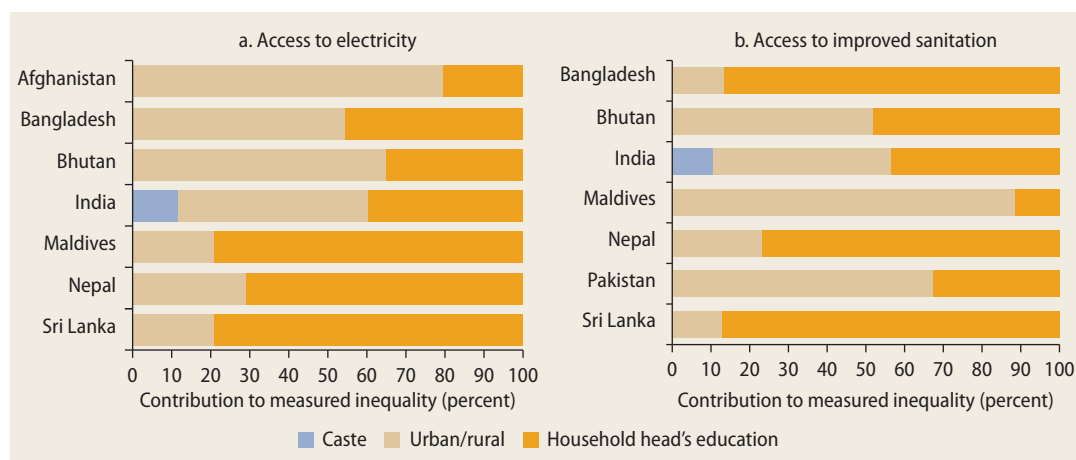 a. Access to electricity
Afghanistan
Bangladesh
Bhutan
India
Maldives
Nepal
Sri Lanka
0 10 20 30 40 50 60 70 80 90 100
Contribution to measured inequality (percent)
b. Access to improved sanitation
Bangladesh
Bhutan
India
Maldives
Nepal
Pakistan
Sri Lanka
0 10 20 30 40 50 60 70 80 90 100
Contribution to measured inequality (percent)
Caste Urban/rural Household head's education